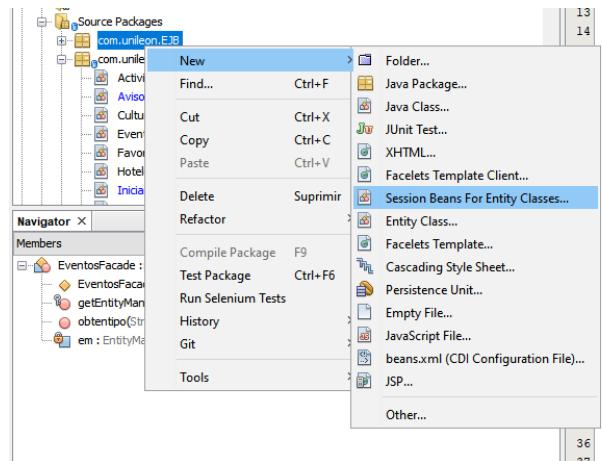 Source Packages
com.unileon.EJB
com.unile
Activi
Aviso
Cultu
Even
Favor
Hotel
Inicia
Navigator ×
Members
EventosFacade :
EventosFaca
getEntityMan
obtentipo(Str
em : EntityMa
New
Find... Ctrl+F
Cut Ctrl+X
Copy Ctrl+C
Paste Ctrl+V
Delete Suprimir
Refactor
Compile Package F9
Test Package Ctrl+F6
Run Selenium Tests
History
Git
Tools
Folder...
Java Package...
Java Class...
JUnit Test...
XHTML...
Facelets Template Client...
Session Beans For Entity Classes...
Entity Class...
Facelets Template...
Cascading Style Sheet...
Persistence Unit...
Empty File...
JavaScript File...
beans.xml (CDI Configuration File)...
JSP...
Other...
13
14
36